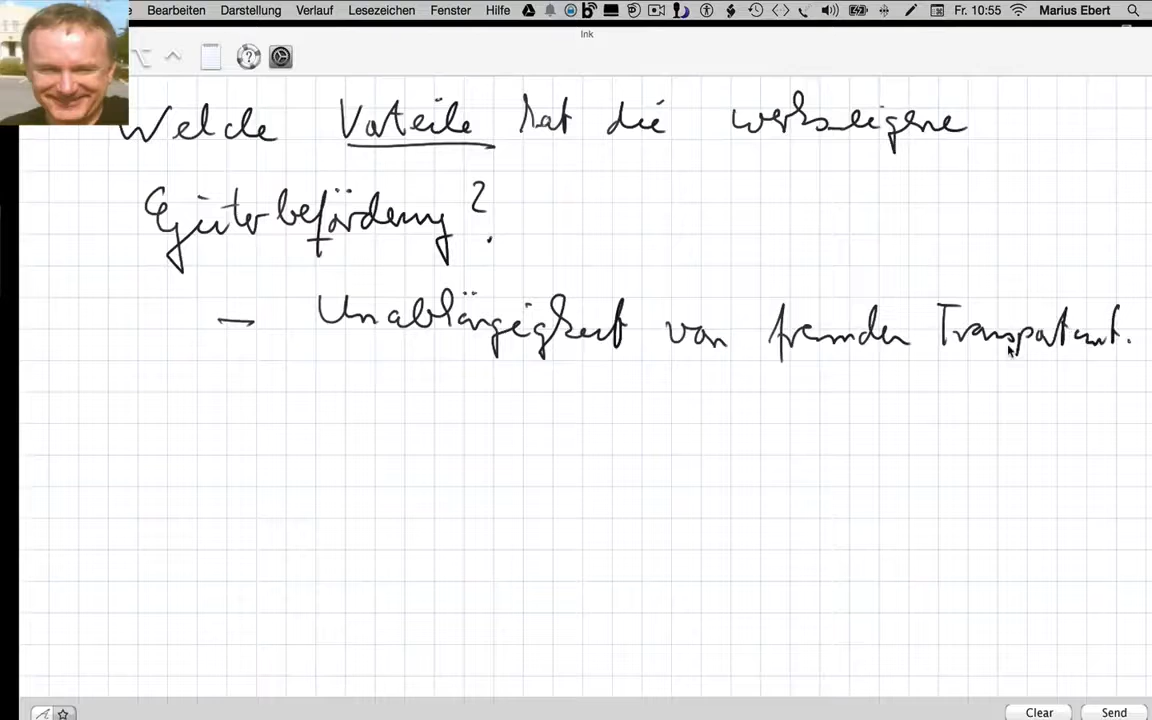 Bearbeiten Darstellung Verlauf Lesezeichen Fenster Hilfe Fr. 10:55 Marius Ebert
Ink
Welche Vorteile hat die werkseigene
Güterbeförderung?
– Unabhängigkeit von fremden Transportunt.
Clear Send